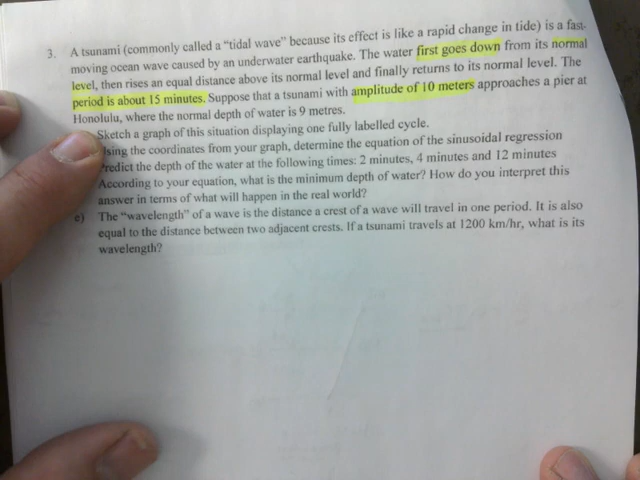 3. A tsunami (commonly called a "tidal wave" because its effect is like a rapid change in tide) is a fast-
moving ocean wave caused by an underwater earthquake. The water first goes down from its normal
level, then rises an equal distance above its normal level and finally returns to its normal level. The
period is about 15 minutes. Suppose that a tsunami with amplitude of 10 meters approaches a pier at
Honolulu, where the normal depth of water is 9 metres.
Sketch a graph of this situation displaying one fully labelled cycle.
Using the coordinates from your graph, determine the equation of the sinusoidal regression
Predict the depth of the water at the following times: 2 minutes, 4 minutes and 12 minutes
According to your equation, what is the minimum depth of water? How do you interpret this
answer in terms of what will happen in the real world?
e) The "wavelength" of a wave is the distance a crest of a wave will travel in one period. It is also
equal to the distance between two adjacent crests. If a tsunami travels at 1200 km/hr, what is its
wavelength?